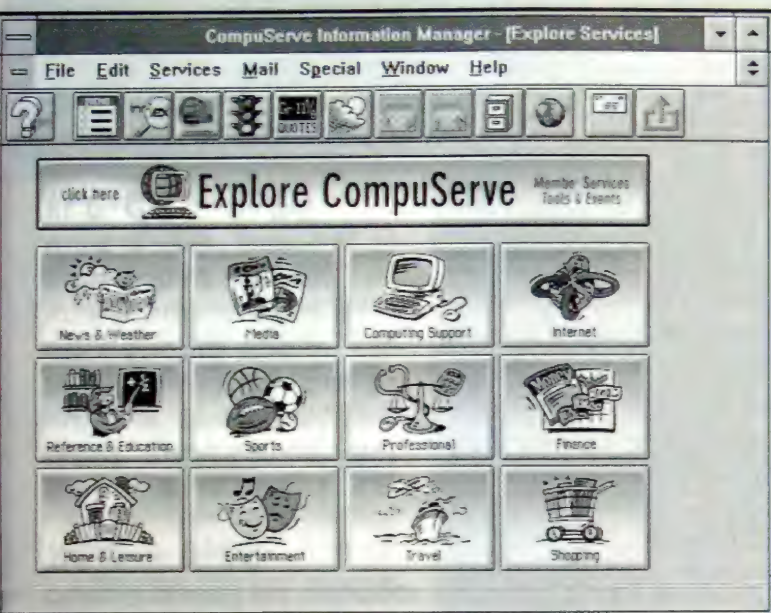 CompuServe Information Manager - [Explore Services]
File Edit Services Mail Special Window Help
QUOTES
click here Explore CompuServe Member Services
Tools & Events
News & Weather Media Computing Support Internet
Reference & Education Sports Professional Finance
Home & Leisure Entertainment Travel Shopping